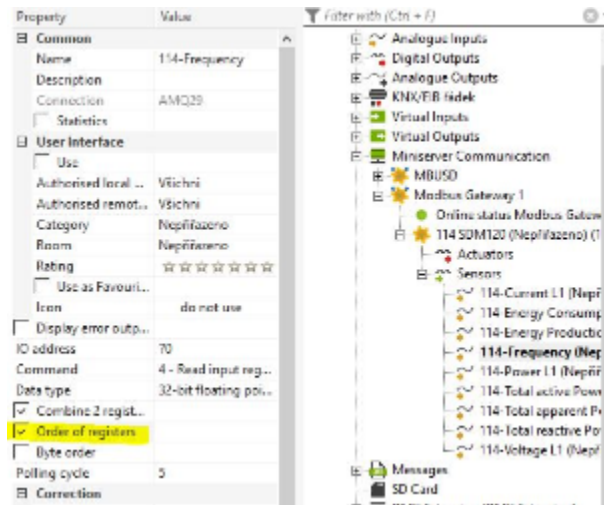 Property Value
Common
Name 114-Frequency
Description
Connection AMQ29
Statistics
User Interface
Use
Authorised local ... Všichni
Authorised remot... Všichni
Category Nepřiřazeno
Room Nepřiřazeno
Rating
Use as Favouri...
Icon do not use
Display error outp...
IO address 70
Command 4 - Read input reg...
Data type 32-bit floating poi...
Combine 2 regist...
Order of registers
Byte order
Polling cycle 5
Correction
Filter with (Ctrl + F)
Analogue Inputs
Digital Outputs
Analogue Outputs
KNX/EIB řádek
Virtual Inputs
Virtual Outputs
Miniserver Communication
MBUSD
Modbus Gateway 1
Online status Modbus Gatew
114 SDM120 (Nepřiřazeno) (1
Actuators
Sensors
114-Current L1 (Nepř
114-Energy Consump
114-Energy Productic
114-Frequency (Nep
114-Power L1 (Nepři
114-Total active Powe
114-Total apparent P
114-Total reactive Po
114-Voltage L1 (Nepř
Messages
SD Card